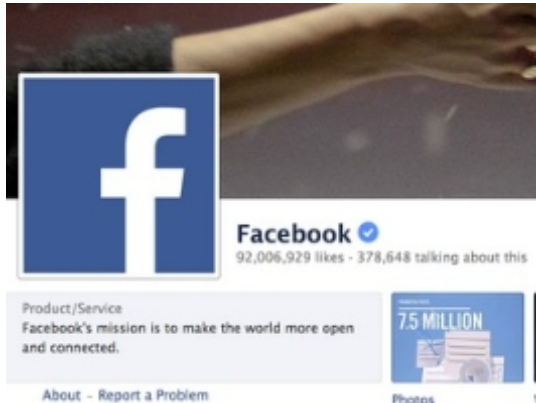 f
Facebook
92,006,929 likes - 378,648 talking about this
Product/Service
Facebook's mission is to make the world more open
and connected.
7.5 MILLION
About - Report a Problem
Photos